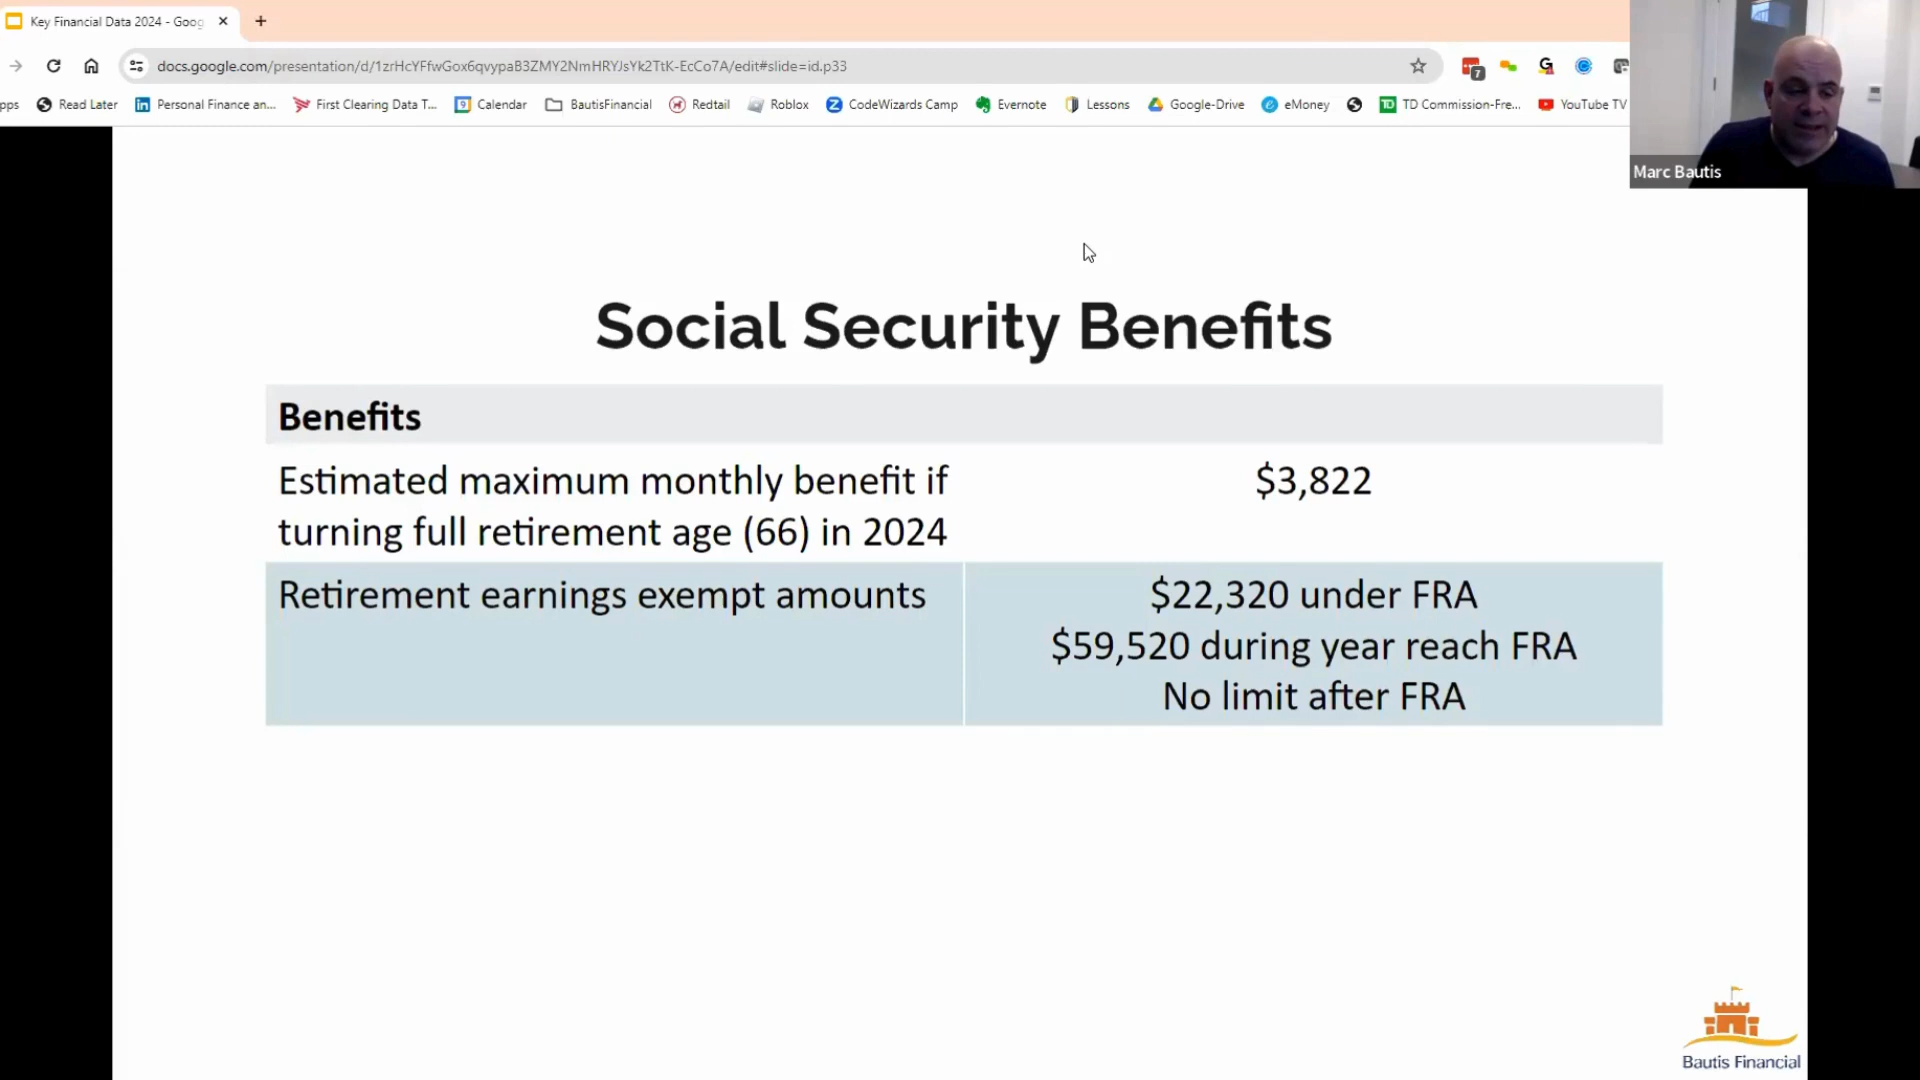 Key Financial Data 2024 - Goog
docs.google.com/presentation/d/1zrHcYFfwGox6qvypaB3ZMY2NmHRYJsYk2TtK-EcCo7A/edit#slide=id.p33
7
pps Read Later Personal Finance an... First Clearing Data T... Calendar BautisFinancial Redtail Roblox CodeWizards Camp Evernote Lessons Google-Drive eMoney TD Commission-Fre... YouTube TV
Marc Bautis
Social Security Benefits
Benefits
Estimated maximum monthly benefit if $3,822
turning full retirement age (66) in 2024
Retirement earnings exempt amounts $22,320 under FRA
$59,520 during year reach FRA
No limit after FRA
Bautis Financial